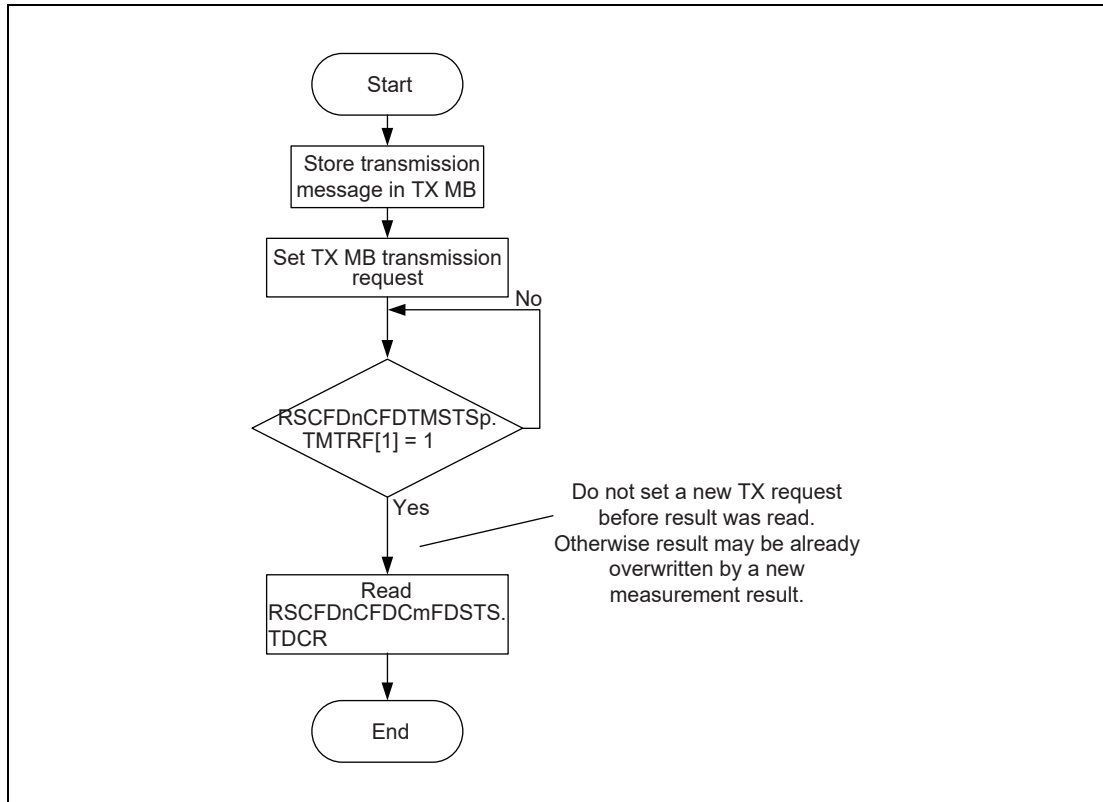 Start
Store transmission
message in TX MB
Set TX MB transmission
request
No
RSCFDnCFDTMSTSp.
TMTRF[1] = 1
Yes
Do not set a new TX request
before result was read.
Otherwise result may be already
overwritten by a new
measurement result.
Read
RSCFDnCFDCmFDSTS.
TDCR
End